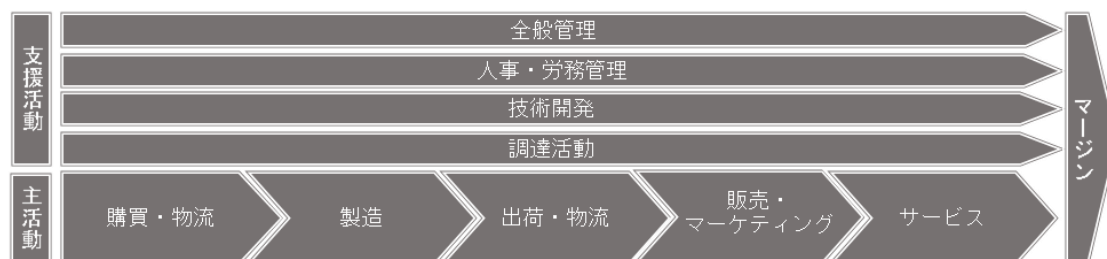 支援活動
全般管理
人事・労務管理
技術開発
調達活動
主活動
購買・物流
製造
出荷・物流
販売・
マーケティング
サービス
マージン